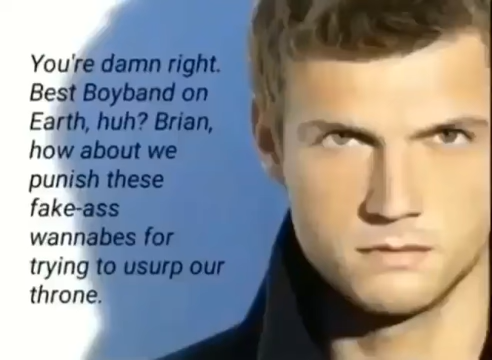 You're damn right.
Best Boyband on
Earth, huh? Brian,
how about we
punish these
fake-ass
wannabes for
trying to usurp our
throne.